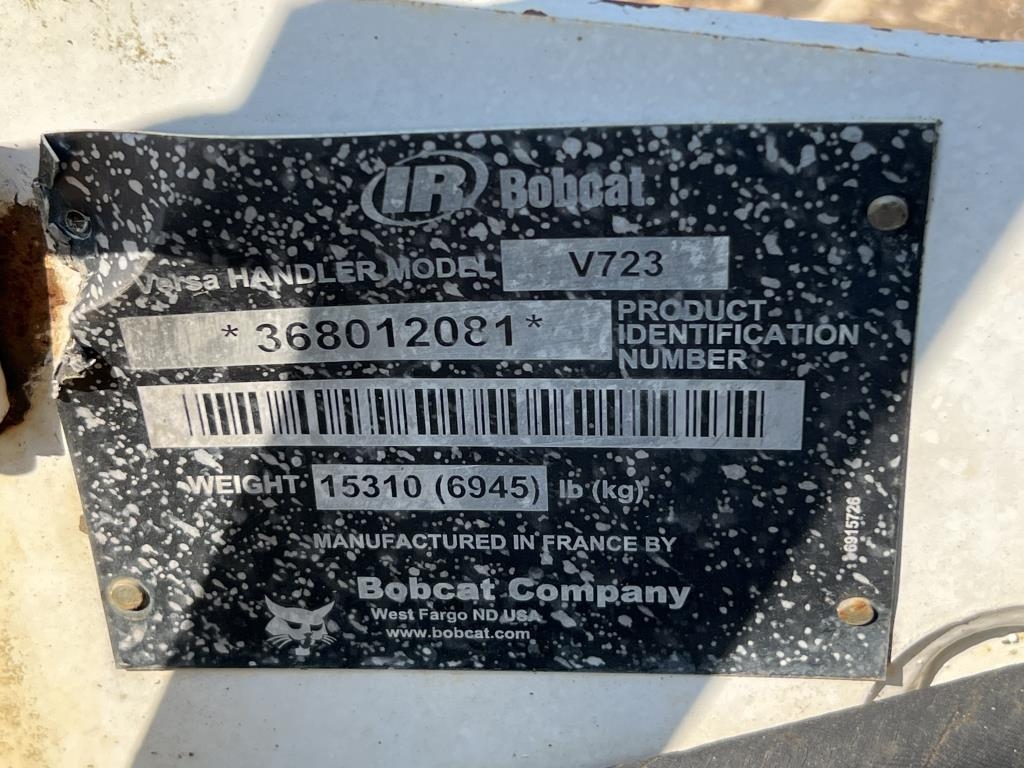 IR Bobcat.
Versa HANDLER MODEL V723
*368012081* PRODUCT
IDENTIFICATION
NUMBER
WEIGHT 15310 (6945) lb (kg)
6915726
MANUFACTURED IN FRANCE BY
Bobcat Company
West Fargo ND USA
www.bobcat.com